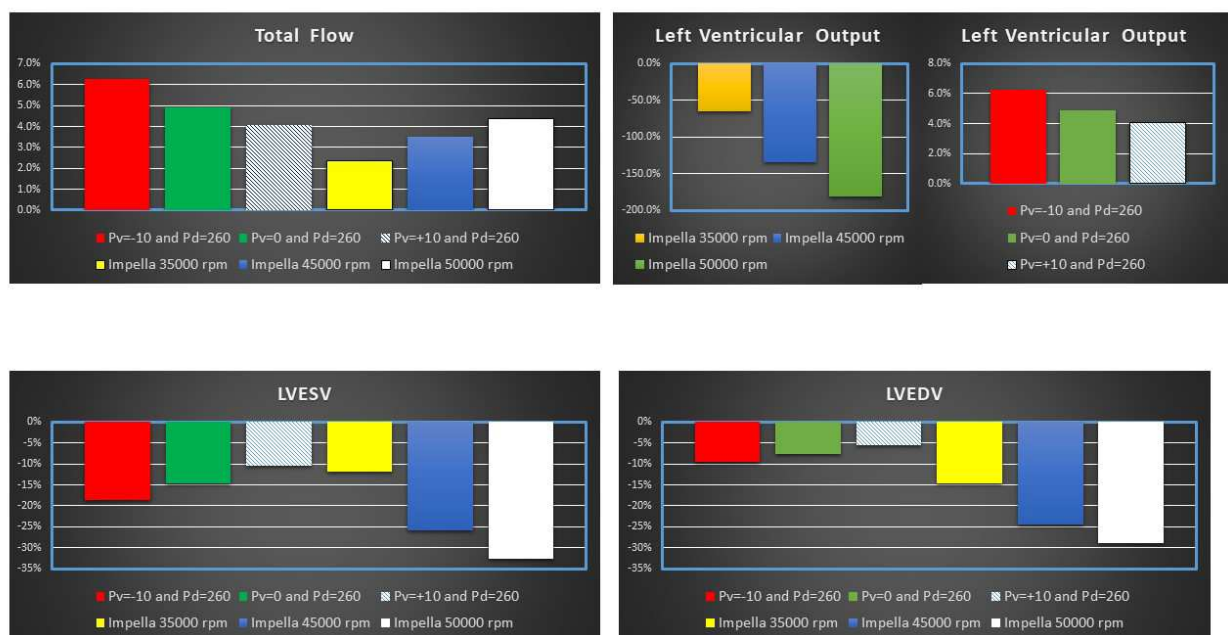 Total Flow
7.0%
6.0%
5.0%
4.0%
3.0%
2.0%
1.0%
0.0%
Pv=-10 and Pd=260 Pv=0 and Pd=260 Pv=+10 and Pd=260
Impella 35000 rpm Impella 45000 rpm Impella 50000 rpm
Left Ventricular Output
0.0%
-50.0%
-100.0%
-150.0%
-200.0%
Impella 35000 rpm Impella 45000 rpm
Impella 50000 rpm
Left Ventricular Output
8.0%
6.0%
4.0%
2.0%
0.0%
Pv=-10 and Pd=260
Pv=0 and Pd=260
Pv=+10 and Pd=260
LVESV
0%
-5%
-10%
-15%
-20%
-25%
-30%
-35%
Pv=-10 and Pd=260 Pv=0 and Pd=260 Pv=+10 and Pd=260
Impella 35000 rpm Impella 45000 rpm Impella 50000 rpm
LVEDV
0%
-5%
-10%
-15%
-20%
-25%
-30%
-35%
Pv=-10 and Pd=260 Pv=0 and Pd=260 Pv=+10 and Pd=260
Impella 35000 rpm Impella 45000 rpm Impella 50000 rpm